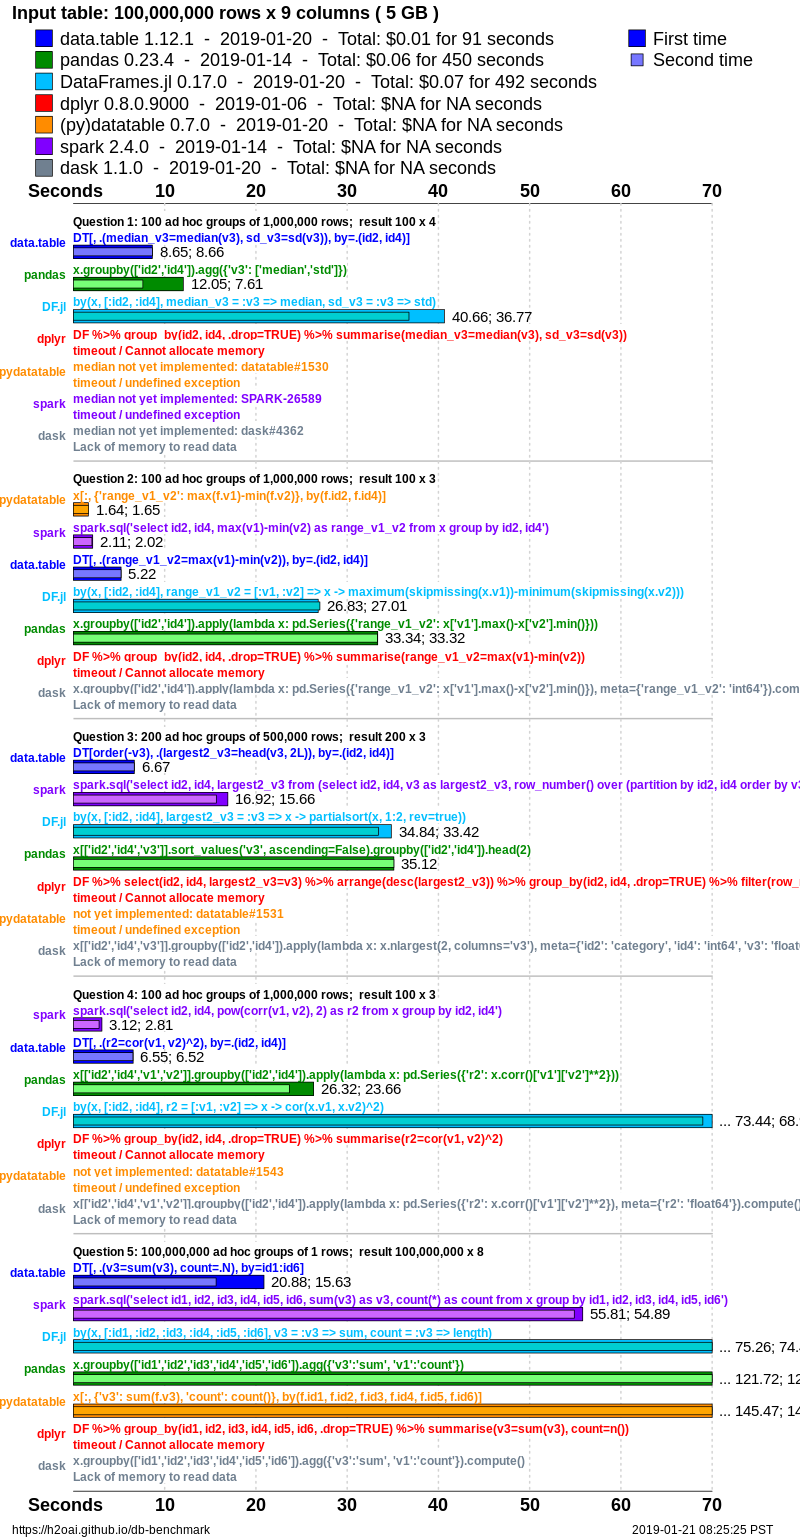 Input table: 100,000,000 rows x 9 columns ( 5 GB )
data.table 1.12.1 - 2019-01-20 - Total: $0.01 for 91 seconds
First time
pandas 0.23.4 - 2019-01-14 - Total: $0.06 for 450 seconds
Second time
DataFrames.jl 0.17.0 - 2019-01-20 - Total: $0.07 for 492 seconds
dplyr 0.8.0.9000 - 2019-01-06 - Total: $NA for NA seconds
(py)datatable 0.7.0 - 2019-01-20 - Total: $NA for NA seconds
spark 2.4.0 - 2019-01-14 - Total: $NA for NA seconds
dask 1.1.0 - 2019-01-20 - Total: $NA for NA seconds
Seconds 10 20 30 40 50 60 70
Question 1: 100 ad hoc groups of 1,000,000 rows; result 100 x 4
DT[, .(median_v3=median(v3), sd_v3=sd(v3)), by=.(id2, id4)]
data.table 8.65; 8.66
x.groupby(['id2','id4']).agg({'v3': ['median','std']})
pandas 12.05; 7.61
by(x, [:id2, :id4], median_v3 = :v3 => median, sd_v3 = :v3 => std)
DF.jl 40.66; 36.77
DF %>% group_by(id2, id4, .drop=TRUE) %>% summarise(median_v3=median(v3), sd_v3=sd(v3))
dplyr timeout / Cannot allocate memory
median not yet implemented: datatable#1530
pydatatable timeout / undefined exception
median not yet implemented: SPARK-26589
spark timeout / undefined exception
median not yet implemented: dask#4362
dask Lack of memory to read data
Question 2: 100 ad hoc groups of 1,000,000 rows; result 100 x 3
x[:, {'range_v1_v2': max(f.v1)-min(f.v2)}, by(f.id2, f.id4)]
pydatatable 1.64; 1.65
spark.sql('select id2, id4, max(v1)-min(v2) as range_v1_v2 from x group by id2, id4')
spark 2.11; 2.02
DT[, .(range_v1_v2=max(v1)-min(v2)), by=.(id2, id4)]
data.table 5.22
by(x, [:id2, :id4], range_v1_v2 = [:v1, :v2] => x -> maximum(skipmissing(x.v1))-minimum(skipmissing(x.v2)))
DF.jl 26.83; 27.01
x.groupby(['id2','id4']).apply(lambda x: pd.Series({'range_v1_v2': x['v1'].max()-x['v2'].min()}))
pandas 33.34; 33.32
DF %>% group_by(id2, id4, .drop=TRUE) %>% summarise(range_v1_v2=max(v1)-min(v2))
dplyr timeout / Cannot allocate memory
x.groupby(['id2','id4']).apply(lambda x: pd.Series({'range_v1_v2': x['v1'].max()-x['v2'].min()}), meta={'range_v1_v2': 'int64'}).com
dask Lack of memory to read data
Question 3: 200 ad hoc groups of 500,000 rows; result 200 x 3
DT[order(-v3), .(largest2_v3=head(v3, 2L)), by=.(id2, id4)]
data.table 6.67
spark.sql('select id2, id4, largest2_v3 from (select id2, id4, v3 as largest2_v3, row_number() over (partition by id2, id4 order by v3
spark 16.92; 15.66
by(x, [:id2, :id4], largest2_v3 = :v3 => x -> partialsort(x, 1:2, rev=true))
DF.jl 34.84; 33.42
x[['id2','id4','v3']].sort_values('v3', ascending=False).groupby(['id2','id4']).head(2)
pandas 35.12
DF %>% select(id2, id4, largest2_v3=v3) %>% arrange(desc(largest2_v3)) %>% group_by(id2, id4, .drop=TRUE) %>% filter(row_
dplyr timeout / Cannot allocate memory
not yet implemented: datatable#1531
pydatatable timeout / undefined exception
x[['id2','id4','v3']].groupby(['id2','id4']).apply(lambda x: x.nlargest(2, columns='v3'), meta={'id2': 'category', 'id4': 'int64', 'v3': 'float
dask Lack of memory to read data
Question 4: 100 ad hoc groups of 1,000,000 rows; result 100 x 3
spark.sql('select id2, id4, pow(corr(v1, v2), 2) as r2 from x group by id2, id4')
spark 3.12; 2.81
DT[, .(r2=cor(v1, v2)^2), by=.(id2, id4)]
data.table 6.55; 6.52
x[['id2','id4','v1','v2']].groupby(['id2','id4']).apply(lambda x: pd.Series({'r2': x.corr()['v1']['v2']**2}))
pandas 26.32; 23.66
by(x, [:id2, :id4], r2 = [:v1, :v2] => x -> cor(x.v1, x.v2)^2)
DF.jl ... 73.44; 68.
DF %>% group_by(id2, id4, .drop=TRUE) %>% summarise(r2=cor(v1, v2)^2)
dplyr timeout / Cannot allocate memory
not yet implemented: datatable#1543
pydatatable timeout / undefined exception
x[['id2','id4','v1','v2']].groupby(['id2','id4']).apply(lambda x: pd.Series({'r2': x.corr()['v1']['v2']**2}), meta={'r2': 'float64'}).compute()
dask Lack of memory to read data
Question 5: 100,000,000 ad hoc groups of 1 rows; result 100,000,000 x 8
DT[, .(v3=sum(v3), count=.N), by=id1:id6]
data.table 20.88; 15.63
spark.sql('select id1, id2, id3, id4, id5, id6, sum(v3) as v3, count(*) as count from x group by id1, id2, id3, id4, id5, id6')
spark 55.81; 54.89
by(x, [:id1, :id2, :id3, :id4, :id5, :id6], v3 = :v3 => sum, count = :v3 => length)
DF.jl ... 75.26; 74.
x.groupby(['id1','id2','id3','id4','id5','id6']).agg({'v3':'sum', 'v1':'count'})
pandas ... 121.72; 12
x[:, {'v3': sum(f.v3), 'count': count()}, by(f.id1, f.id2, f.id3, f.id4, f.id5, f.id6)]
pydatatable ... 145.47; 14
DF %>% group_by(id1, id2, id3, id4, id5, id6, .drop=TRUE) %>% summarise(v3=sum(v3), count=n())
dplyr timeout / Cannot allocate memory
x.groupby(['id1','id2','id3','id4','id5','id6']).agg({'v3':'sum', 'v1':'count'}).compute()
dask Lack of memory to read data
Seconds 10 20 30 40 50 60 70
https://h2oai.github.io/db-benchmark
2019-01-21 08:25:25 PST